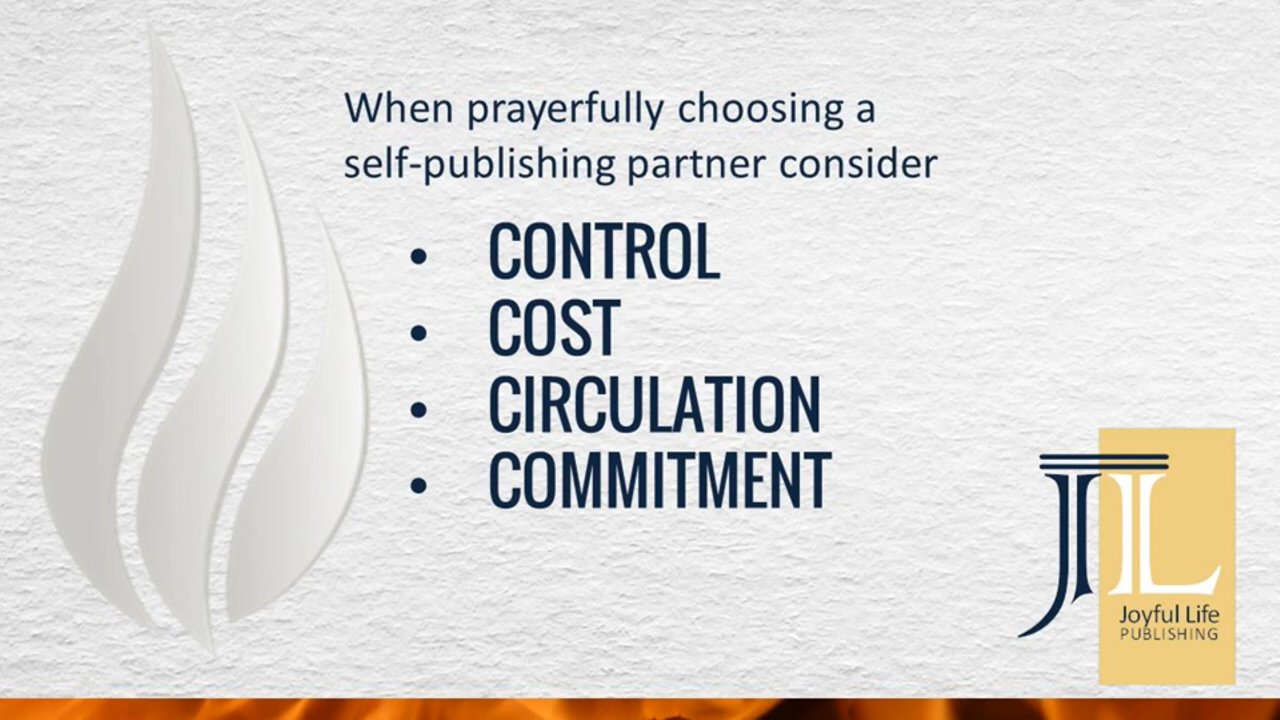 When prayerfully choosing a
self-publishing partner consider
• CONTROL
• COST
• CIRCULATION
• COMMITMENT
JL
Joyful Life
PUBLISHING